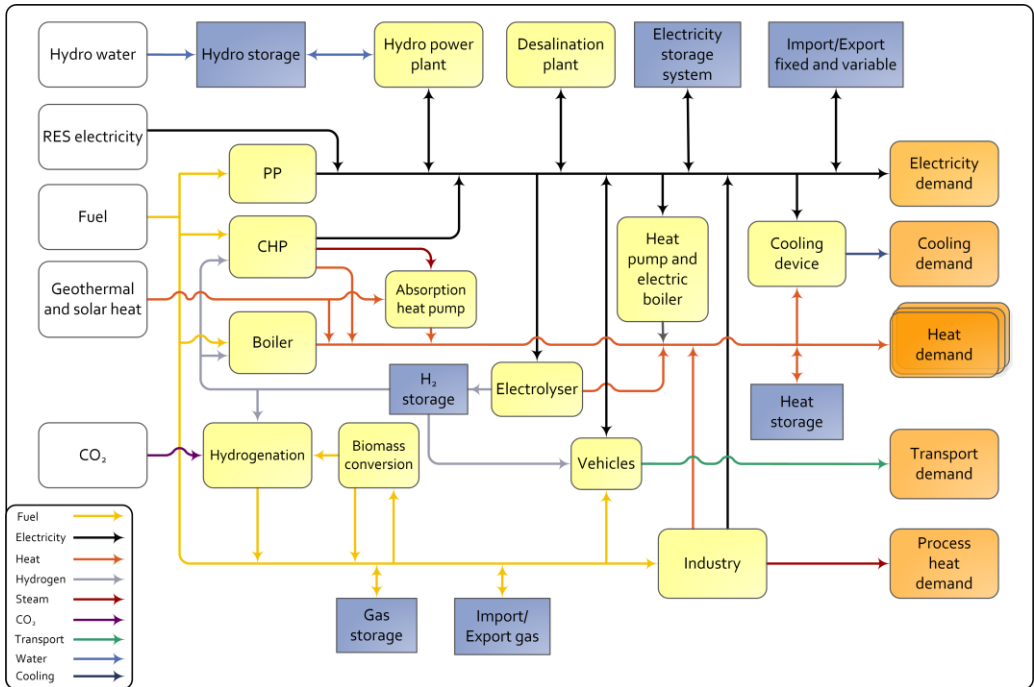 Hydro water
Hydro storage
Hydro power
plant
Desalination
plant
Electricity
storage
system
Import/Export
fixed and variable
RES electricity
PP
Electricity
demand
Fuel
CHP
Heat
pump and
electric
boiler
Cooling
device
Cooling
demand
Geothermal
and solar heat
Absorption
heat pump
Boiler
Heat
demand
H₂
storage
Electrolyser
Heat
storage
CO₂
Hydrogenation
Biomass
conversion
Vehicles
Transport
demand
Industry
Process
heat
demand
Gas
storage
Import/
Export gas
Fuel
Electricity
Heat
Hydrogen
Steam
CO₂
Transport
Water
Cooling